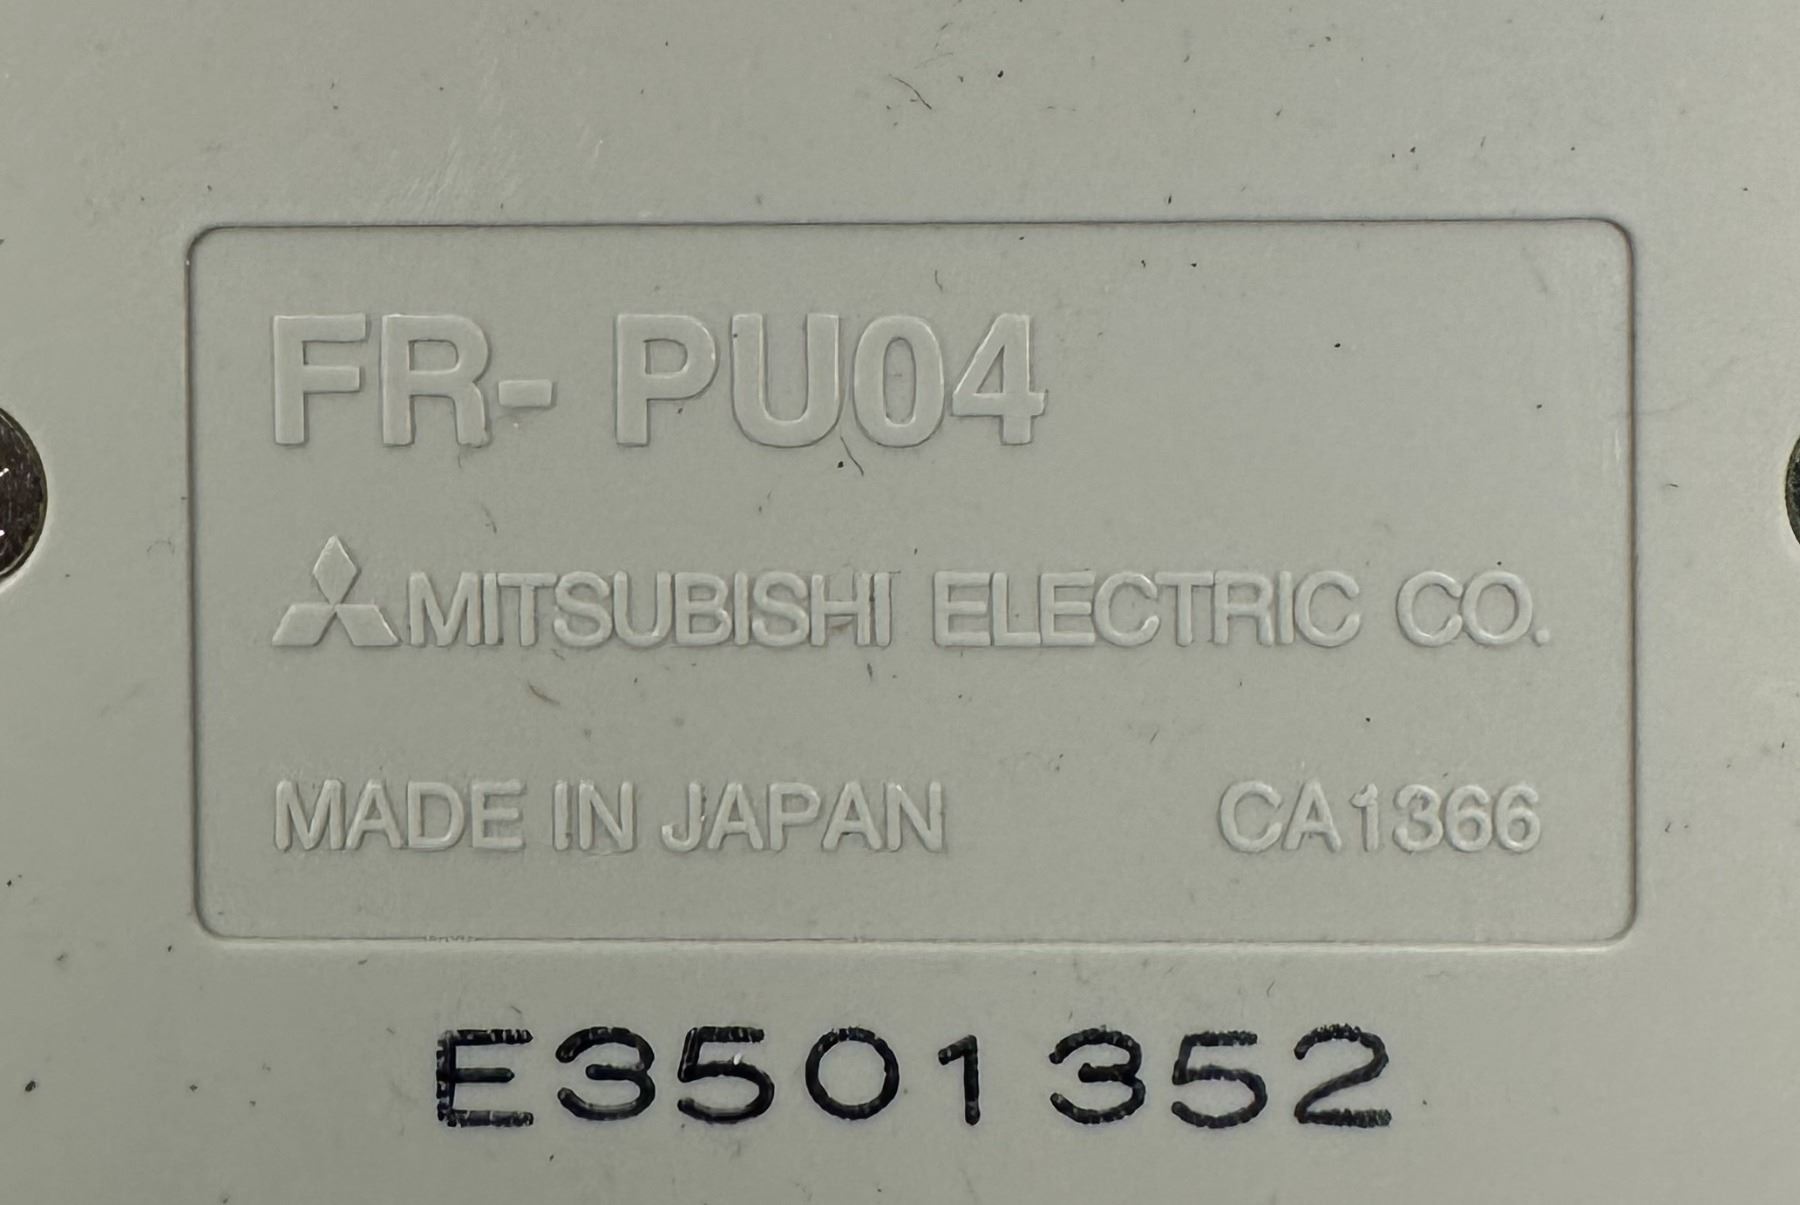 FR- PU04
MITSUBISHI ELECTRIC CO.
MADE IN JAPAN CA1366
E3501352